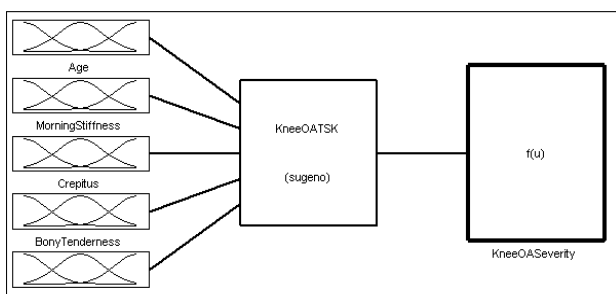 Age
MorningStiffness
Crepitus
BonyTenderness
KneeOATSK
(sugeno)
f(u)
KneeOASeverity